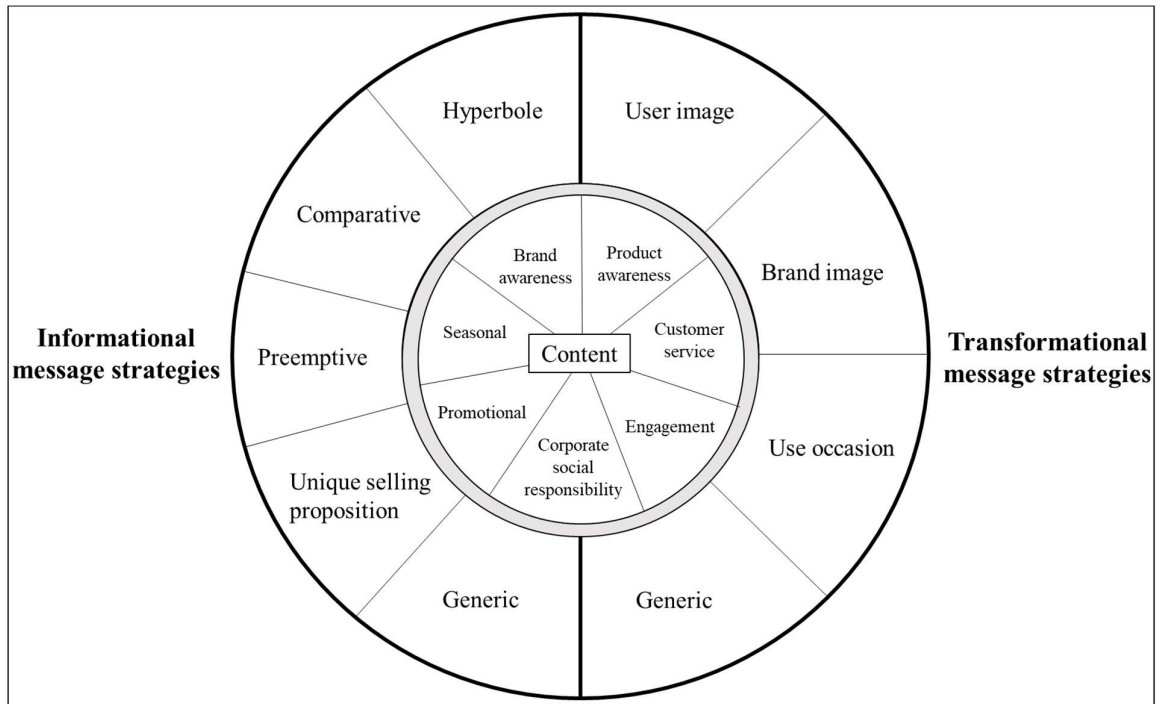 Hyperbole
User image
Comparative
Brand image
Informational
message strategies
Preemptive
Transformational
message strategies
Use occasion
Unique selling
proposition
Generic
Generic
Brand
awareness
Product
awareness
Seasonal
Content
Customer
service
Promotional
Engagement
Corporate
social
responsibility